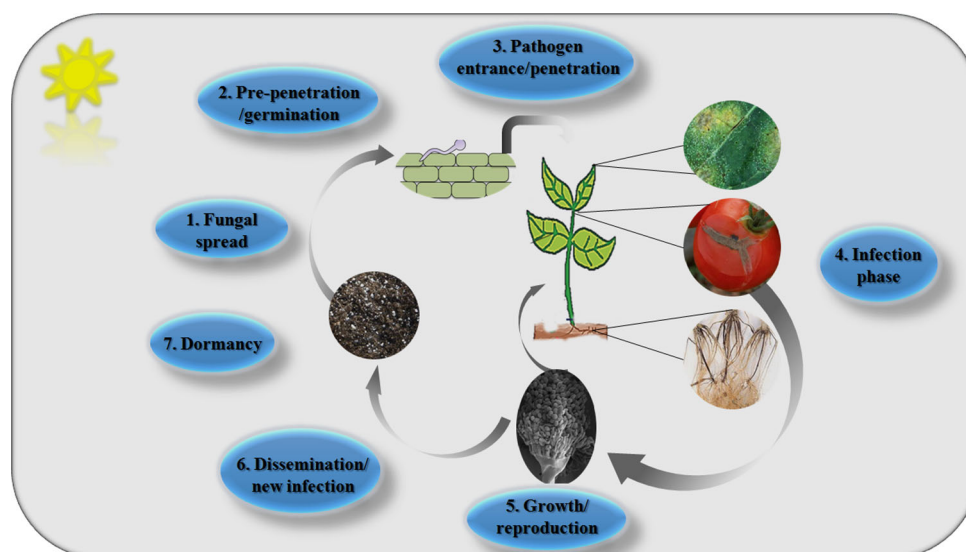 3. Pathogen
entrance/penetration
2. Pre-penetration
/germination
1. Fungal
spread
4. Infection
phase
7. Dormancy
6. Dissemination/
new infection
5. Growth/
reproduction